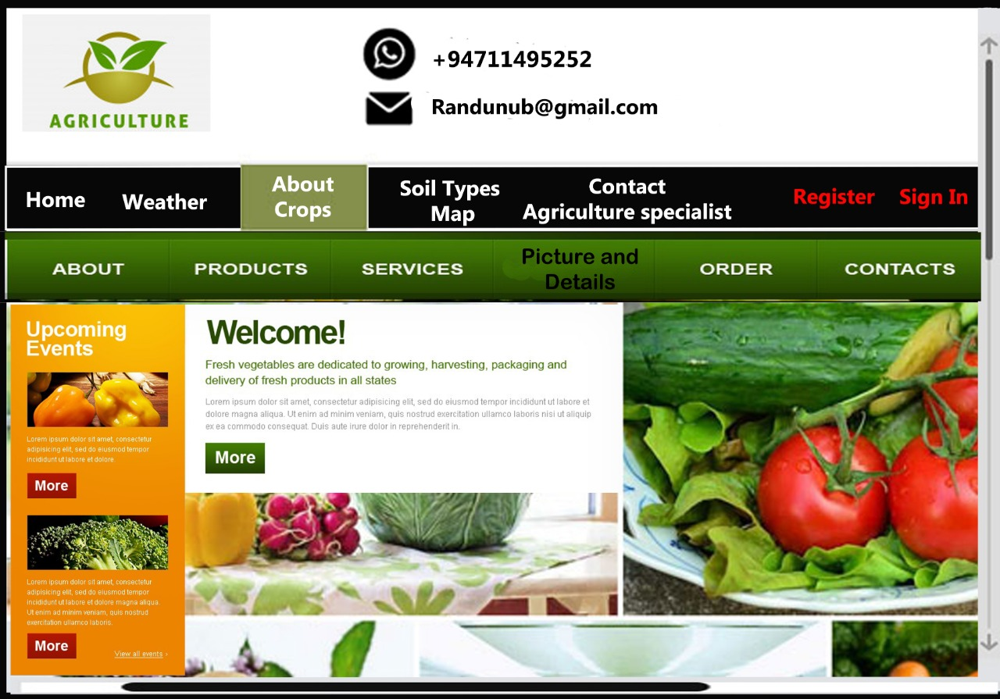 AGRICULTURE
+94711495252
Randunub@gmail.com
Home
Weather
About
Crops
Soil Types
Map
Contact
Agriculture specialist
Register
Sign In
ABOUT
PRODUCTS
SERVICES
Picture and
Details
ORDER
CONTACTS
Upcoming
Events
Lorem ipsum dolor sit amet, consectetur
adipisicing elit, sed do eiusmod tempor
incididunt ut labore et dolore.
More
Lorem ipsum dolor sit amet, consectetur
adipisicing elit, sed do eiusmod tempor
incididunt ut labore et dolore magna aliqua.
Ut enim ad minim veniam, quis nostrud
exercitation ullamco laboris.
More
View all events ›
Welcome!
Fresh vegetables are dedicated to growing, harvesting, packaging and
delivery of fresh products in all states
Lorem ipsum dolor sit amet, consectetur adipisicing elit, sed do eiusmod tempor incididunt ut labore et
dolore magna aliqua. Ut enim ad minim veniam, quis nostrud exercitation ullamco laboris nisi ut aliquip
ex ea commodo consequat. Duis aute irure dolor in reprehenderit in.
More